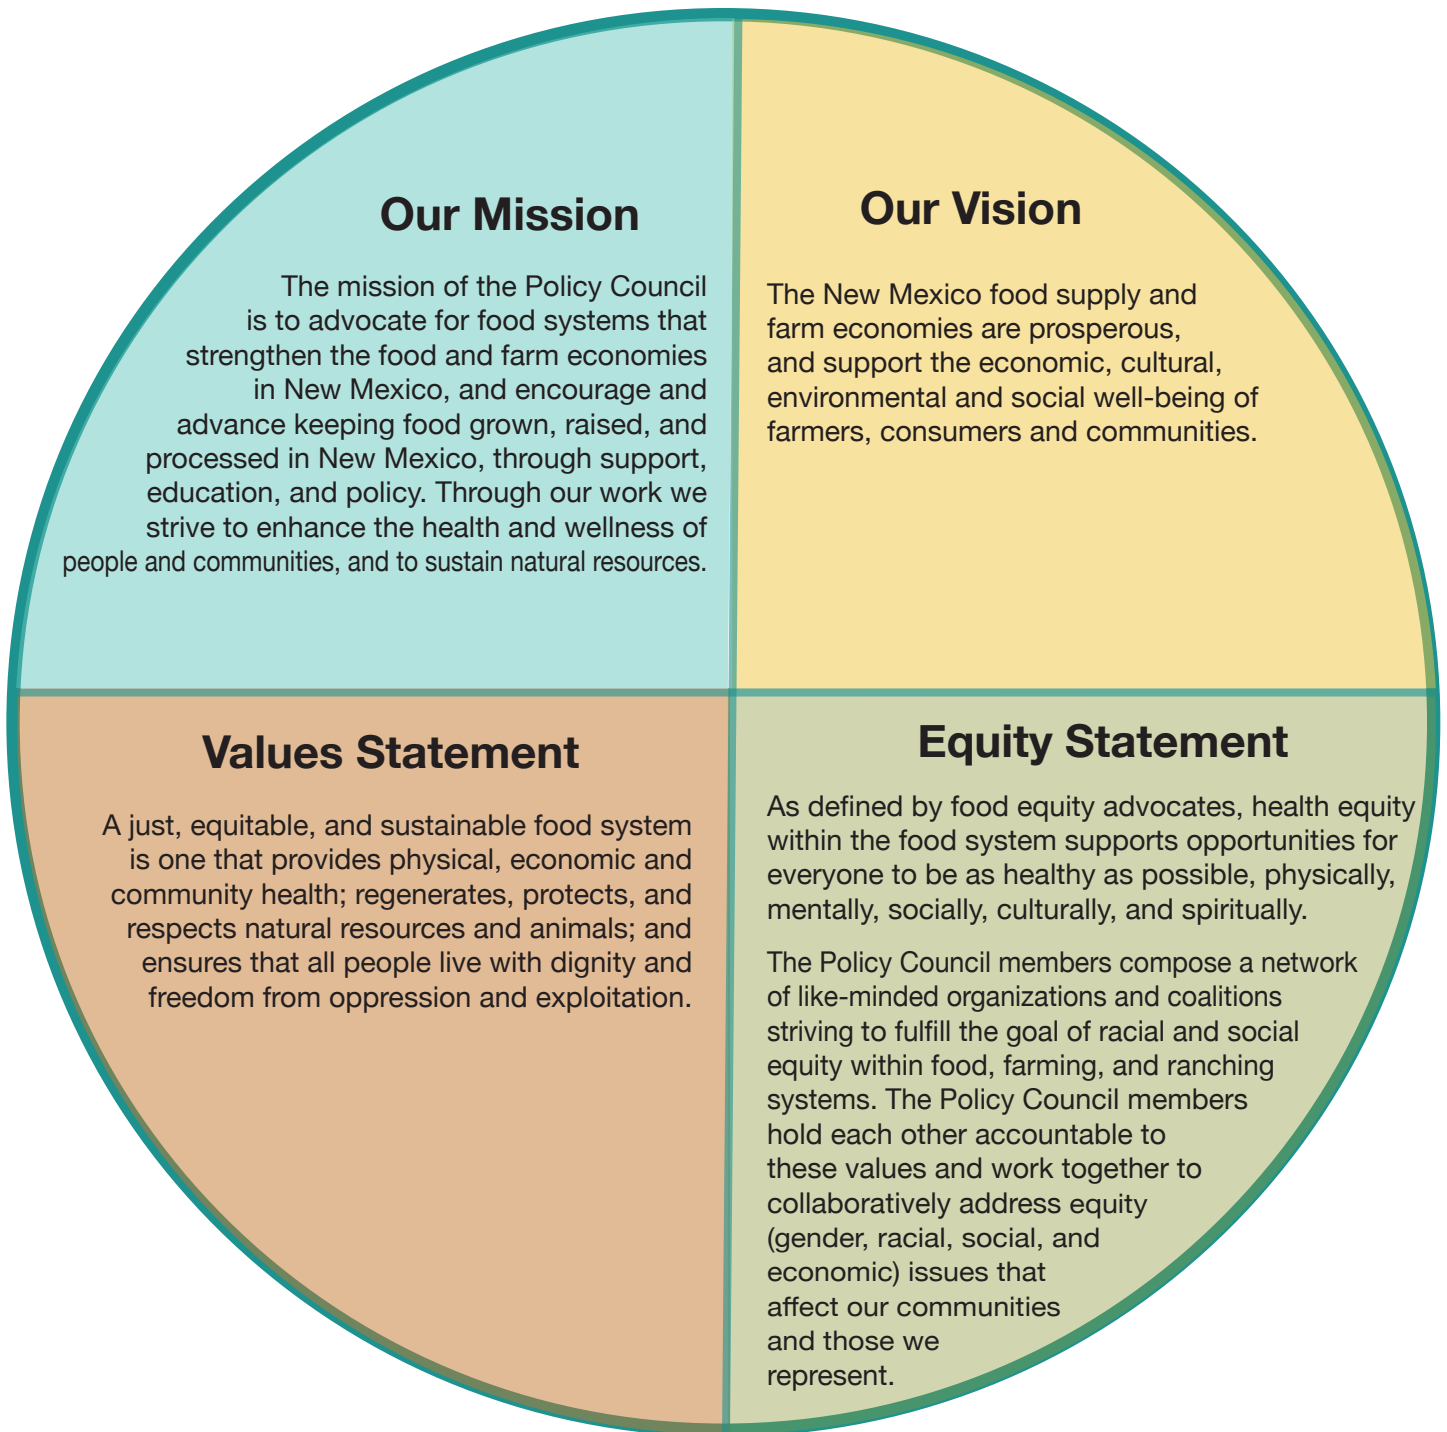 Our Mission
The mission of the Policy Council
is to advocate for food systems that
strengthen the food and farm economies
in New Mexico, and encourage and
advance keeping food grown, raised, and
processed in New Mexico, through support,
education, and policy. Through our work we
strive to enhance the health and wellness of
people and communities, and to sustain natural resources.
Our Vision
The New Mexico food supply and
farm economies are prosperous,
and support the economic, cultural,
environmental and social well-being of
farmers, consumers and communities.
Values Statement
A just, equitable, and sustainable food system
is one that provides physical, economic and
community health; regenerates, protects, and
respects natural resources and animals; and
ensures that all people live with dignity and
freedom from oppression and exploitation.
Equity Statement
As defined by food equity advocates, health equity
within the food system supports opportunities for
everyone to be as healthy as possible, physically,
mentally, socially, culturally, and spiritually.
The Policy Council members compose a network
of like-minded organizations and coalitions
striving to fulfill the goal of racial and social
equity within food, farming, and ranching
systems. The Policy Council members
hold each other accountable to
these values and work together to
collaboratively address equity
(gender, racial, social, and
economic) issues that
affect our communities
and those we
represent.